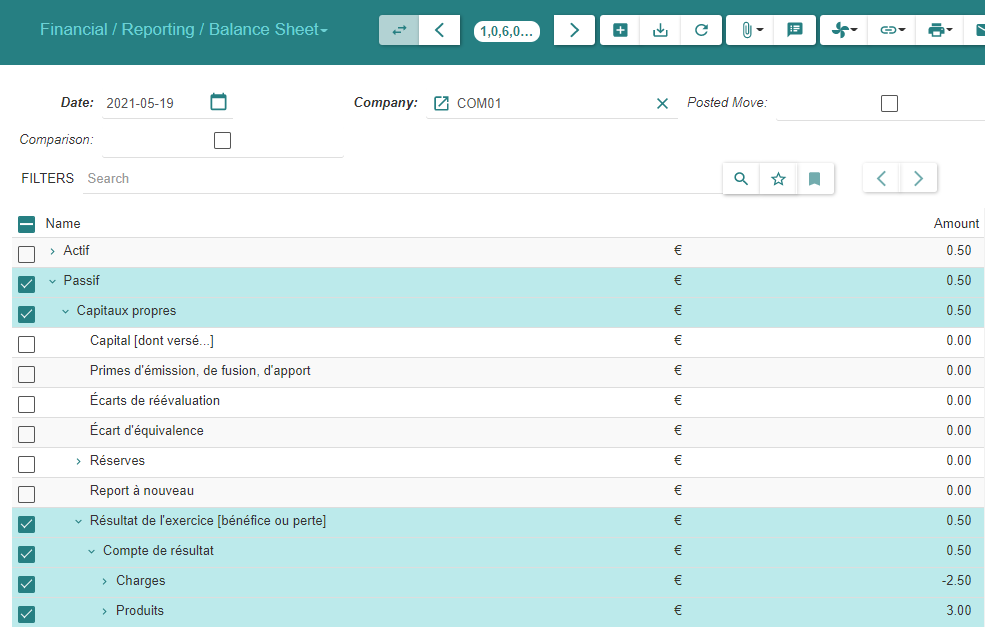 Financial / Reporting / Balance Sheet
1,0,6,0...
Date: 2021-05-19 Company: COM01 Posted Move:
Comparison:
FILTERS Search
Name Amount
Actif € 0.50
Passif € 0.50
Capitaux propres € 0.50
Capital [dont versé...] € 0.00
Primes d'émission, de fusion, d'apport € 0.00
Écarts de réévaluation € 0.00
Écart d'équivalence € 0.00
Réserves € 0.00
Report à nouveau € 0.00
Résultat de l'exercice [bénéfice ou perte] € 0.50
Compte de résultat € 0.50
Charges € -2.50
Produits € 3.00